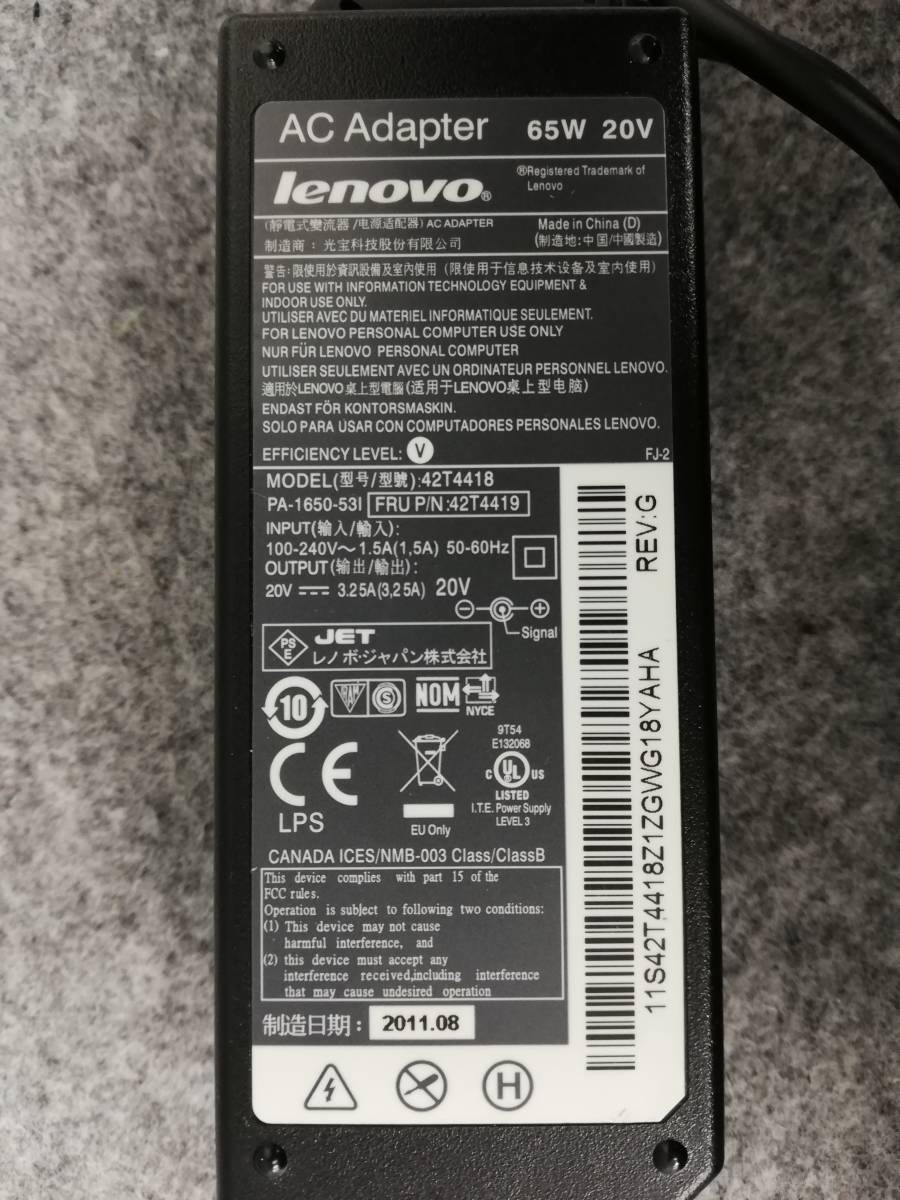 AC Adapter 65W 20V
lenovo® ®Registered Trademark of
Lenovo
(靜電式變流器/电源适配器) AC ADAPTER Made in China (D)
制造商：光宝科技股份有限公司 (制造地:中国/中國製造)
警告:限使用於資訊設備及室內使用 (限使用于信息技术设备及室内使用)
FOR USE WITH INFORMATION TECHNOLOGY EQUIPMENT &
INDOOR USE ONLY.
UTILISER AVEC DU MATERIEL INFORMATIQUE SEULEMENT.
FOR LENOVO PERSONAL COMPUTER USE ONLY
NUR FÜR LENOVO PERSONAL COMPUTER
UTILISER SEULEMENT AVEC UN ORDINATEUR PERSONNEL LENOVO.
適用於LENOVO桌上型電腦(适用于LENOVO桌上型电脑)
ENDAST FÖR KONTORSMASKIN.
SOLO PARA USAR CON COMPUTADORES PERSONALES LENOVO.
EFFICIENCY LEVEL: V FJ-2
MODEL(型号/型號):42T4418
PA-1650-53I FRU P/N:42T4419
INPUT(输入/輸入):
100-240V～1.5A(1,5A) 50-60Hz
OUTPUT(输出/輸出):
20V ⎓ 3.25A(3,25A) 20V
Signal
PS
E JET
レノボ・ジャパン株式会社
10 S NOM
NYCE
9T54
E132068
CE C UL US
LISTED
I.T.E. Power Supply
LEVEL 3
LPS EU Only
CANADA ICES/NMB-003 Class/ClassB
This device complies with part 15 of the
FCC rules.
Operation is subject to following two conditions:
(1) This device may not cause
harmful interference, and
(2) this device must accept any
interference received,including interference
that may cause undesired operation
制造日期：2011.08
H
REV:G
11S42T4418Z1ZGWG18YAHA